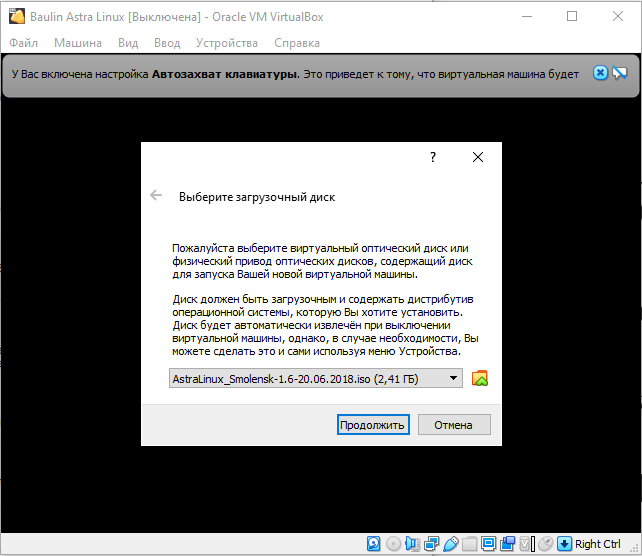 Baulin Astra Linux [Выключена] - Oracle VM VirtualBox
Файл Машина Вид Ввод Устройства Справка
У Вас включена настройка Автозахват клавиатуры. Это приведет к тому, что виртуальная машина будет
?
Выберите загрузочный диск
Пожалуйста выберите виртуальный оптический диск или
физический привод оптических дисков, содержащий диск
для запуска Вашей новой виртуальной машины.
Диск должен быть загрузочным и содержать дистрибутив
операционной системы, которую Вы хотите установить.
Диск будет автоматически извлечён при выключении
виртуальной машины, однако, в случае необходимости, Вы
можете сделать это и сами используя меню Устройства.
AstraLinux_Smolensk-1.6-20.06.2018.iso (2,41 ГБ)
Продолжить Отмена
Right Ctrl